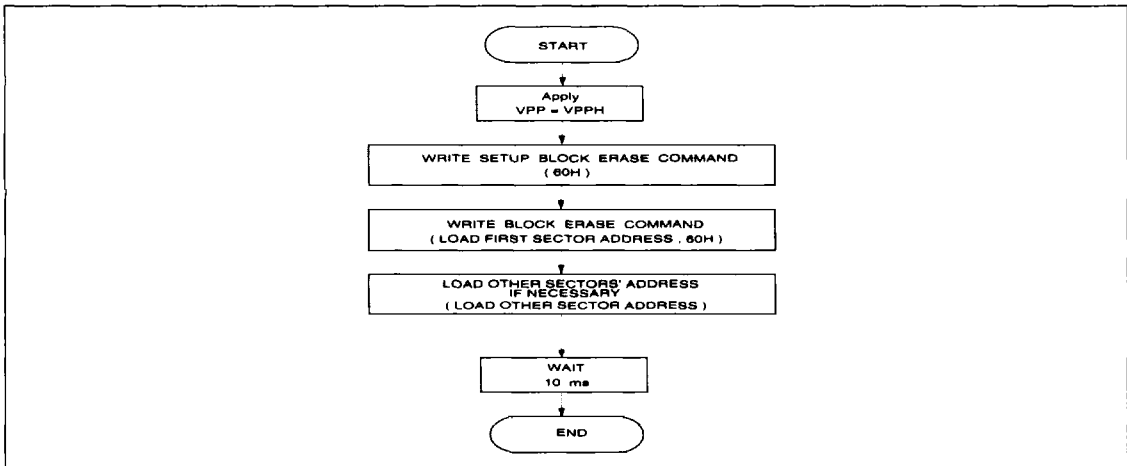 START
Apply
VPP = VPPH
WRITE SETUP BLOCK ERASE COMMAND
( 60H )
WRITE BLOCK ERASE COMMAND
( LOAD FIRST SECTOR ADDRESS , 60H )
LOAD OTHER SECTORS' ADDRESS
IF NECESSARY
( LOAD OTHER SECTOR ADDRESS )
WAIT
10 ms
END